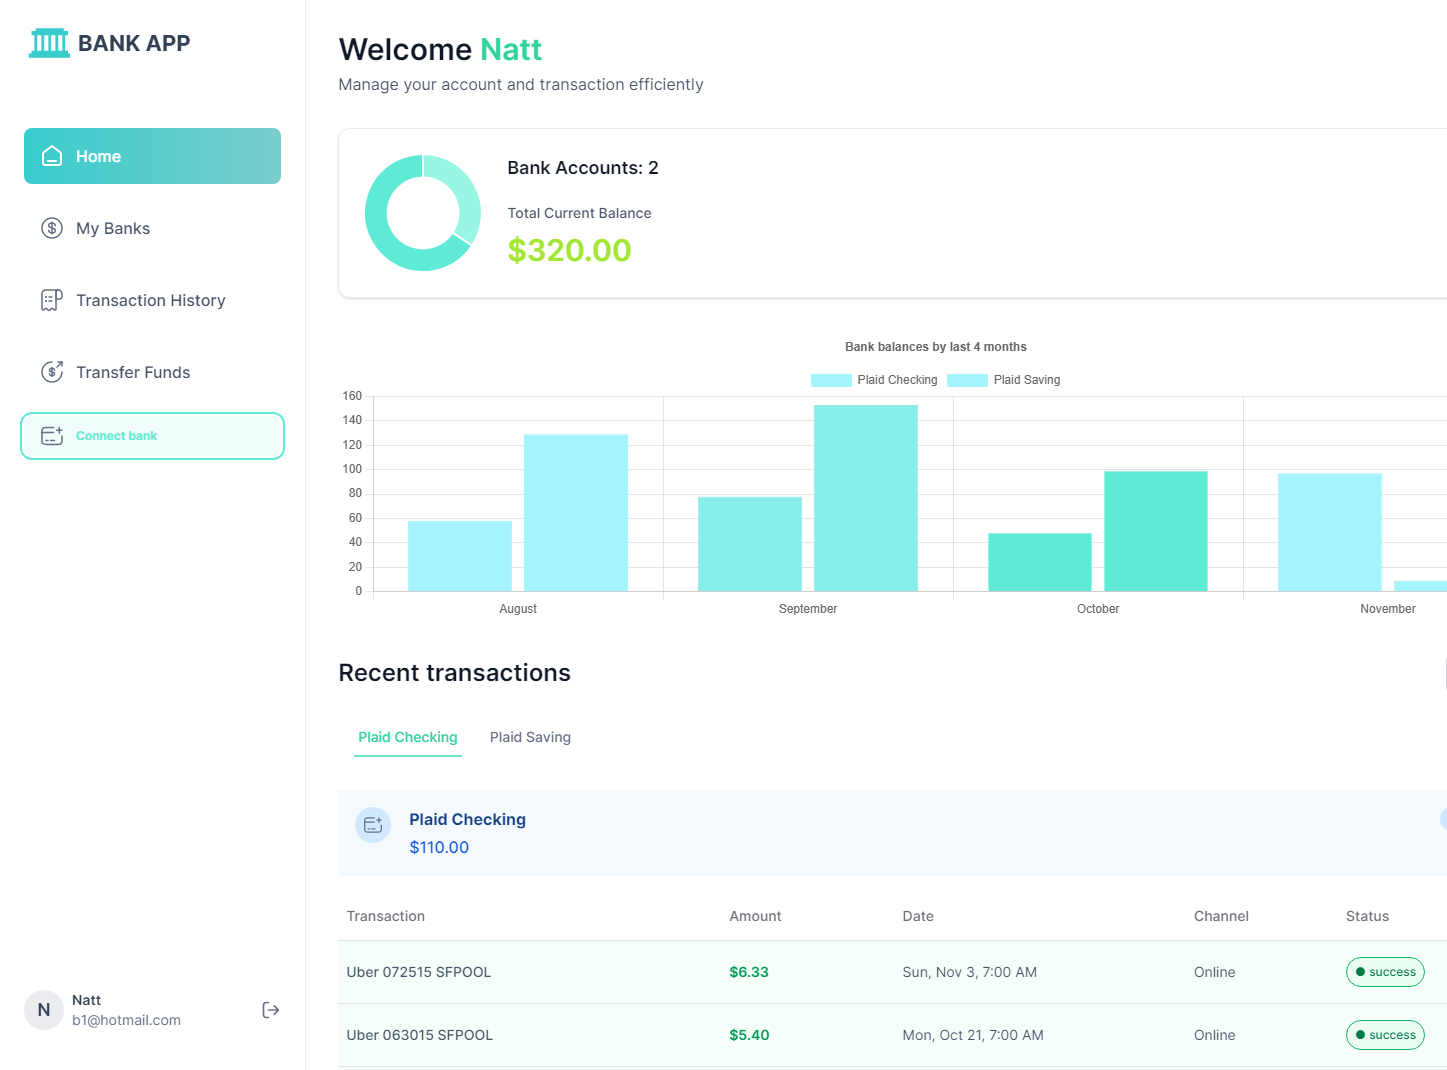 BANK APP
Home
My Banks
Transaction History
Transfer Funds
Connect bank
N
Natt
b1@hotmail.com
Welcome Natt
Manage your account and transaction efficiently
Bank Accounts: 2
Total Current Balance
$320.00
Bank balances by last 4 months
Plaid Checking Plaid Saving
160
140
120
100
80
60
40
20
0
August September October November
Recent transactions
Plaid Checking Plaid Saving
Plaid Checking
$110.00
Transaction Amount Date Channel Status
Uber 072515 SFPOOL $6.33 Sun, Nov 3, 7:00 AM Online success
Uber 063015 SFPOOL $5.40 Mon, Oct 21, 7:00 AM Online success